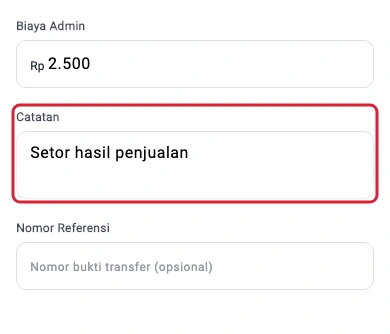 Biaya Admin
Rp 2.500
Catatan
Setor hasil penjualan
Nomor Referensi
Nomor bukti transfer (opsional)